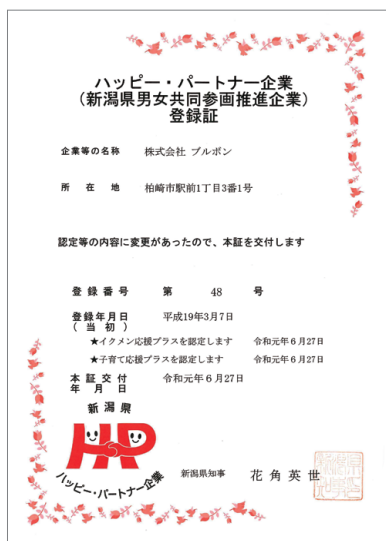 ハッピー・パートナー企業
（新潟県男女共同参画推進企業）
登録証
企業等の名称 株式会社 ブルボン
所在地 柏崎市駅前1丁目3番1号
認定等の内容に変更があったので、本証を交付します
登録番号 第 48 号
登録年月日 平成19年3月7日
（当初）
★イクメン応援プラスを認定します 令和元年6月27日
★子育て応援プラスを認定します 令和元年6月27日
本証交付 令和元年6月27日
年月日
新潟県
HP
ハッピー・パートナー企業
新潟県知事 花角英世